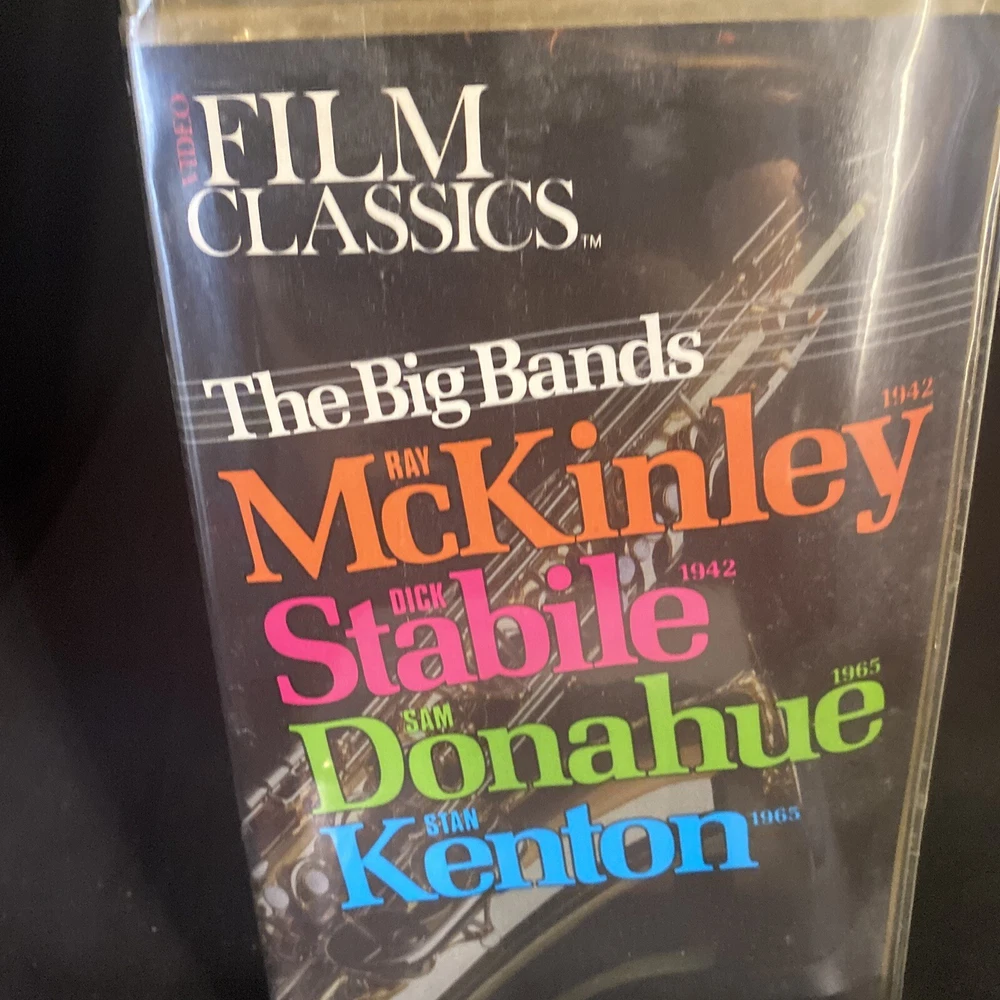 VIDEO
FILM
CLASSICS™
The Big Bands
RAY
McKinley 1942
DICK
Stabile 1942
SAM
Donahue 1965
STAN
Kenton 1965